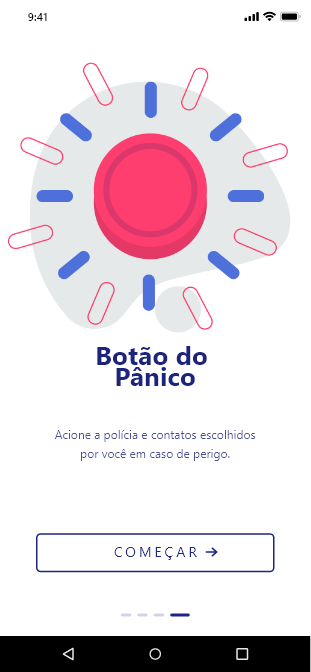 9:41
Botão do
Pânico
Acione a polícia e contatos escolhidos
por você em caso de perigo.
COMEÇAR